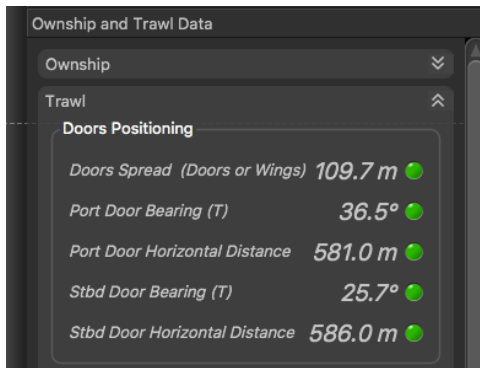 Ownship and Trawl Data
Ownship
Trawl
Doors Positioning
Doors Spread (Doors or Wings) 109.7 m
Port Door Bearing (T) 36.5°
Port Door Horizontal Distance 581.0 m
Stbd Door Bearing (T) 25.7°
Stbd Door Horizontal Distance 586.0 m